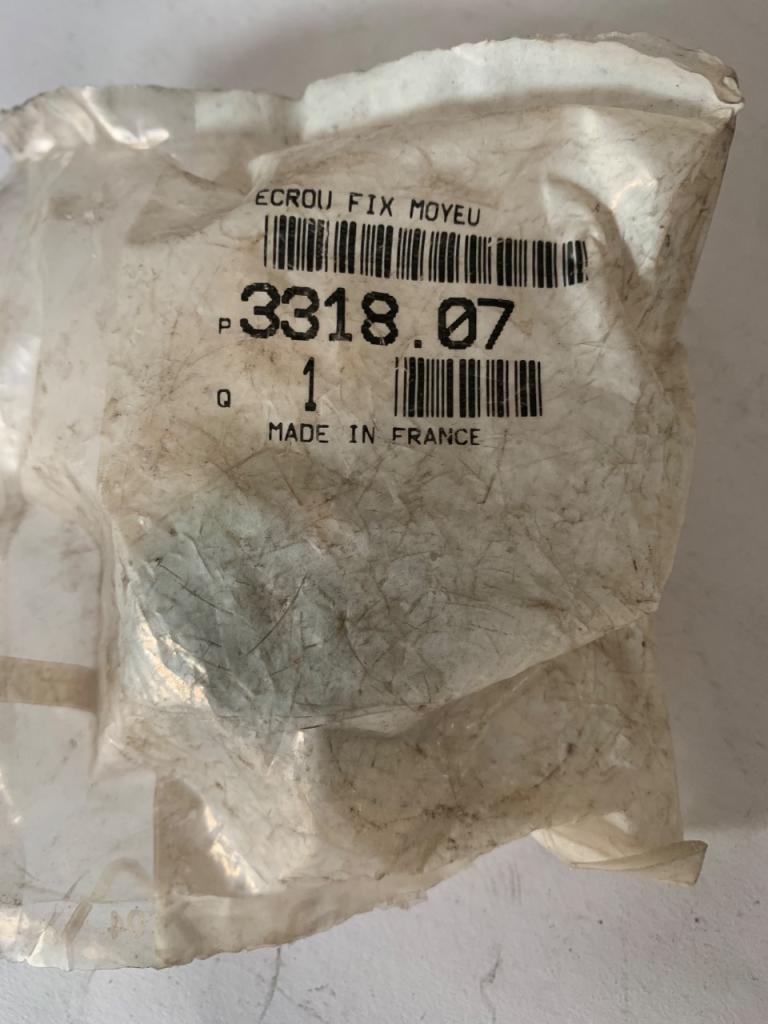 ECROU FIX MOYEU
P 3318.07
Q 1
MADE IN FRANCE